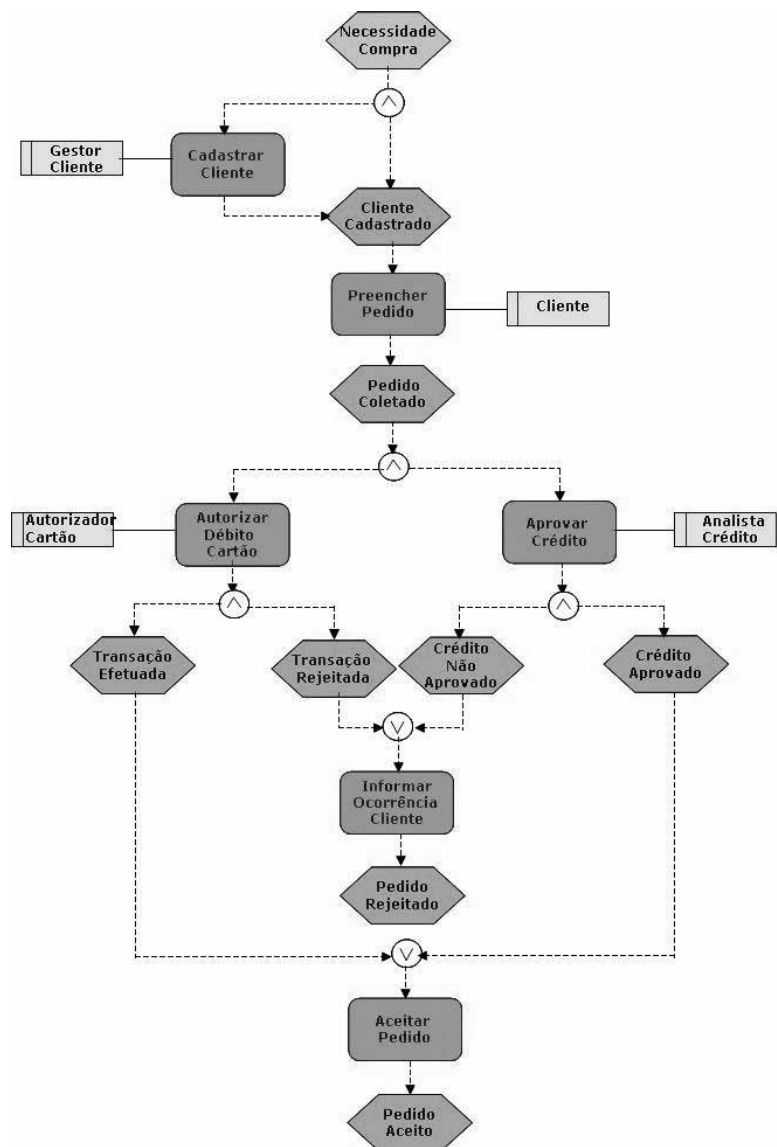 Necessidade
Compra
Gestor
Cliente
Cadastrar
Cliente
Cliente
Cadastrado
Preencher
Pedido
Cliente
Pedido
Coletado
Autorizador
Cartão
Autorizar
Débito
Cartão
Aprovar
Crédito
Analista
Crédito
Transação
Efetuada
Transação
Rejeitada
Crédito
Não
Aprovado
Crédito
Aprovado
Informar
Ocorrência
Cliente
Pedido
Rejeitado
Aceitar
Pedido
Pedido
Aceito